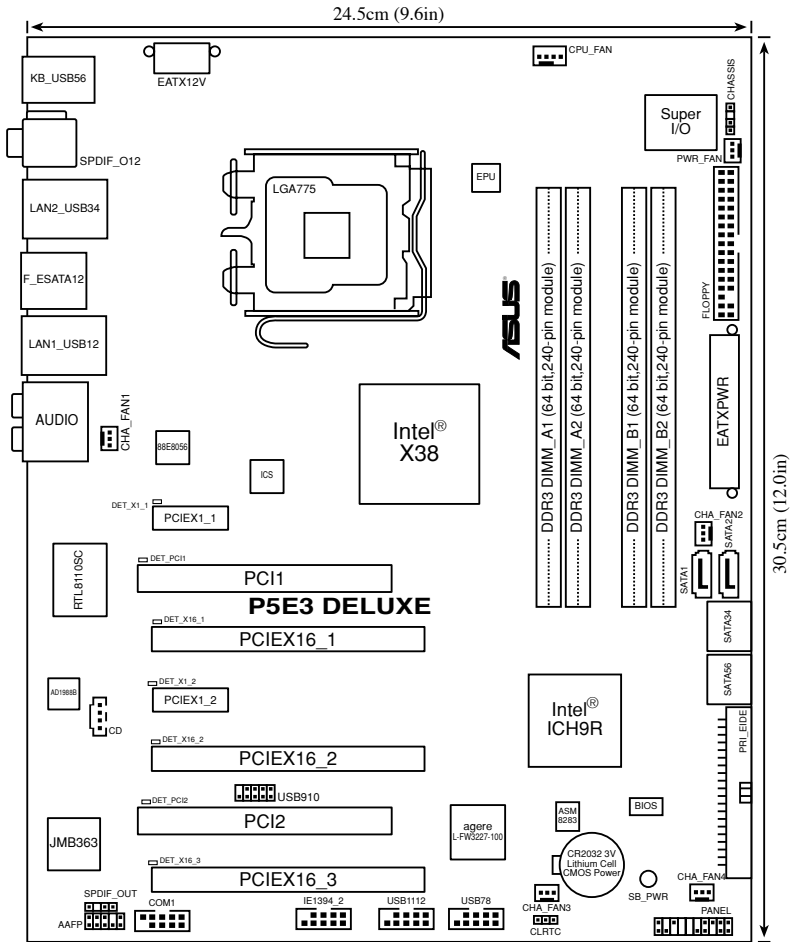 24.5cm (9.6in)
KB_USB56
EATX12V
CPU_FAN
CHASSIS
Super
I/O
PWR_FAN
SPDIF_O12
LGA775
EPU
LAN2_USB34
FLOPPY
F_ESATA12
ASUS
LAN1_USB12
DDR3 DIMM_A1 (64 bit,240-pin module)
DDR3 DIMM_A2 (64 bit,240-pin module)
DDR3 DIMM_B1 (64 bit,240-pin module)
DDR3 DIMM_B2 (64 bit,240-pin module)
EATXPWR
30.5cm (12.0in)
AUDIO
CHA_FAN1
88E8056
Intel®
X38
ICS
DET_X1_1
PCIEX1_1
CHA_FAN2
SATA2
SATA1
RTL8110SC
DET_PCI1
PCI1
P5E3 DELUXE
DET_X16_1
PCIEX16_1
SATA34
SATA56
AD1988B
CD
DET_X1_2
PCIEX1_2
Intel®
ICH9R
PRI_EIDE
DET_X16_2
PCIEX16_2
USB910
DET_PCI2
PCI2
JMB363
agere
L-FW3227-100
ASM
8283
BIOS
CR2032 3V
Lithium Cell
CMOS Power
DET_X16_3
PCIEX16_3
SB_PWR
CHA_FAN4
SPDIF_OUT
AAFP
COM1
IE1394_2
USB1112
USB78
CHA_FAN3
CLRTC
PANEL